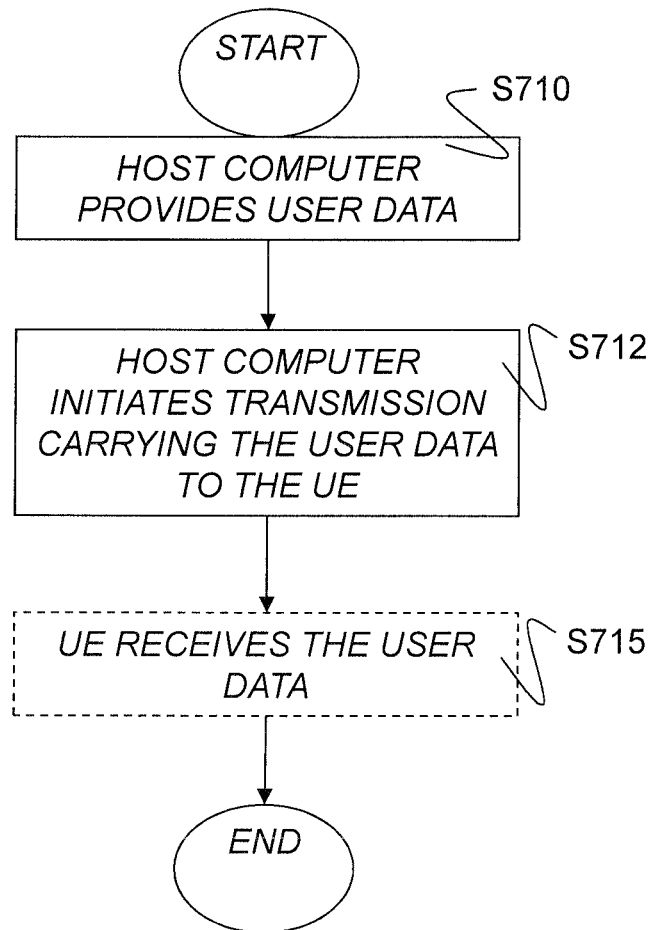 START
S710
HOST COMPUTER
PROVIDES USER DATA
S712
HOST COMPUTER
INITIATES TRANSMISSION
CARRYING THE USER DATA
TO THE UE
S715
UE RECEIVES THE USER
DATA
END